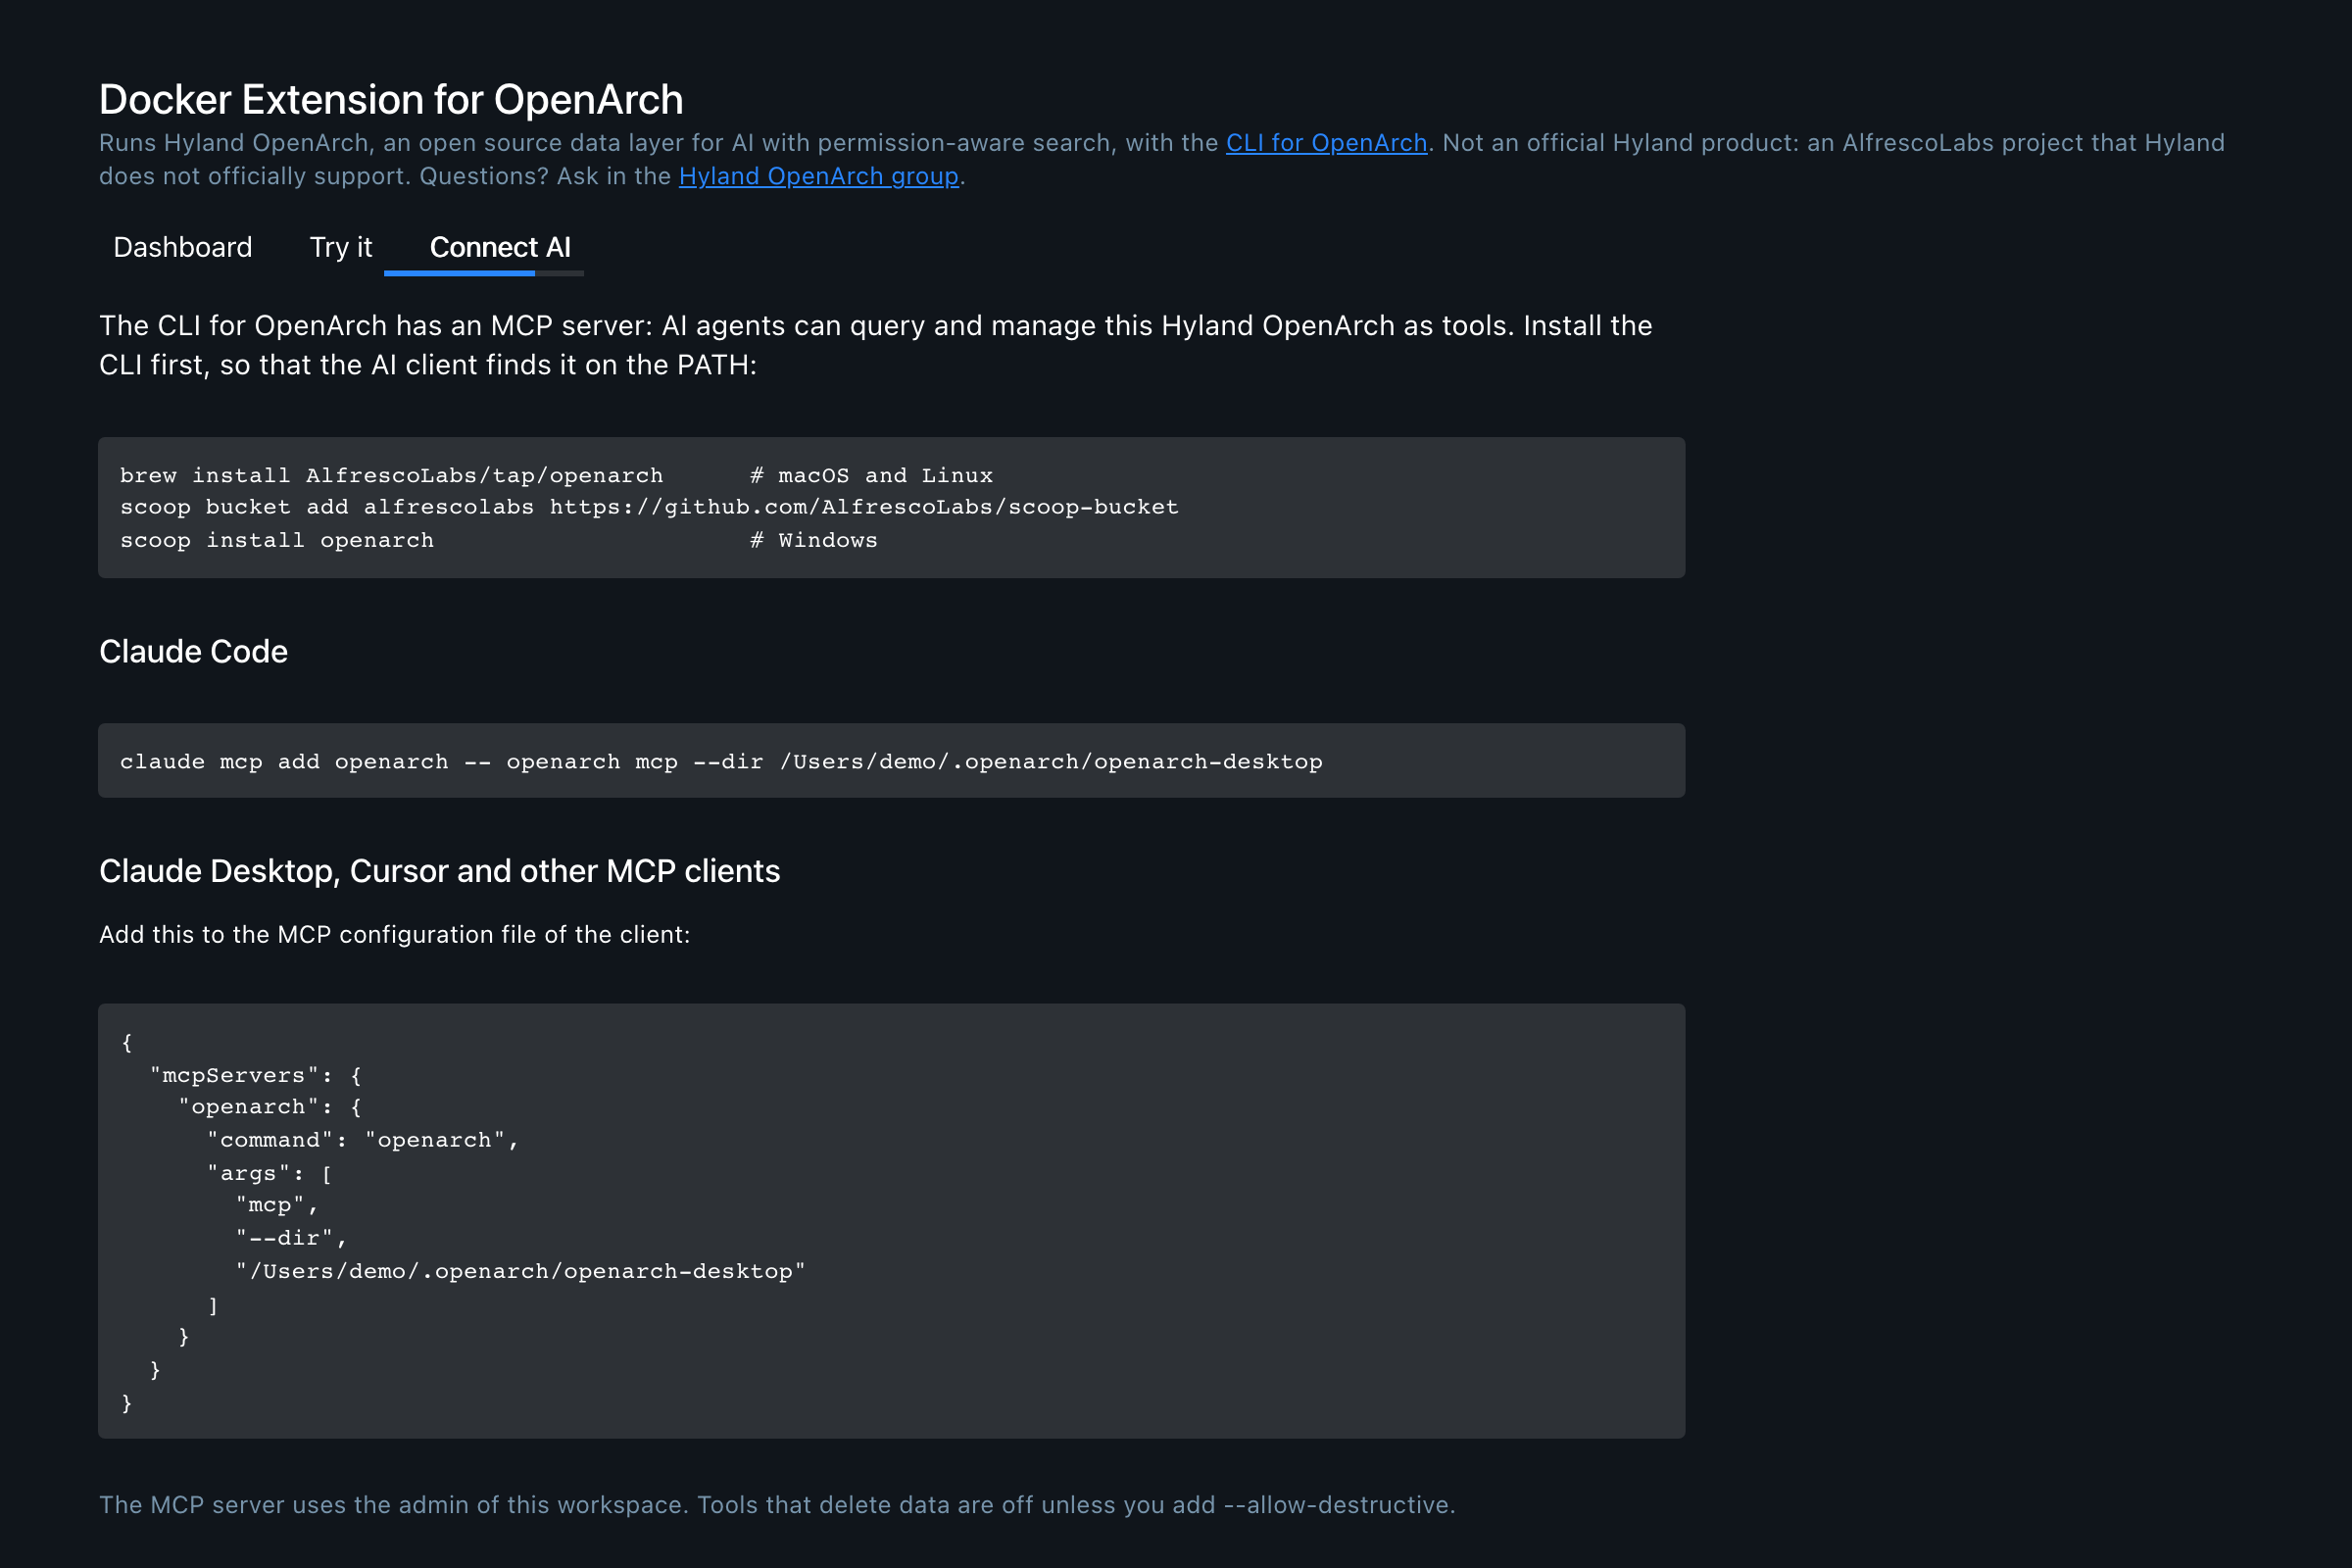 Docker Extension for OpenArch
Runs Hyland OpenArch, an open source data layer for AI with permission-aware search, with the CLI for OpenArch. Not an official Hyland product: an AlfrescoLabs project that Hyland
does not officially support. Questions? Ask in the Hyland OpenArch group.
Dashboard Try it Connect AI
The CLI for OpenArch has an MCP server: AI agents can query and manage this Hyland OpenArch as tools. Install the
CLI first, so that the AI client finds it on the PATH:
brew install AlfrescoLabs/tap/openarch      # macOS and Linux
scoop bucket add alfrescolabs https://github.com/AlfrescoLabs/scoop-bucket
scoop install openarch                      # Windows
Claude Code
claude mcp add openarch -- openarch mcp --dir /Users/demo/.openarch/openarch-desktop
Claude Desktop, Cursor and other MCP clients
Add this to the MCP configuration file of the client:
{
  "mcpServers": {
    "openarch": {
      "command": "openarch",
      "args": [
        "mcp",
        "--dir",
        "/Users/demo/.openarch/openarch-desktop"
      ]
    }
  }
}
The MCP server uses the admin of this workspace. Tools that delete data are off unless you add --allow-destructive.